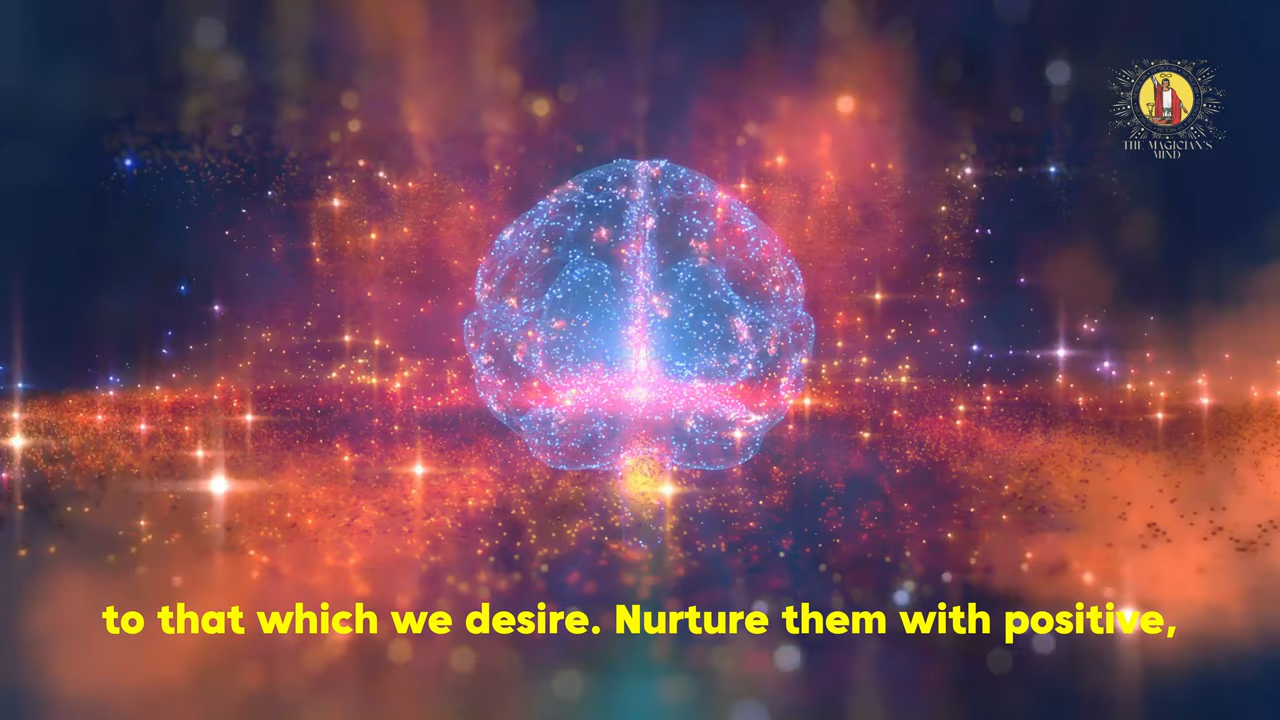 THE MAGICIAN'S
MIND
to that which we desire. Nurture them with positive,